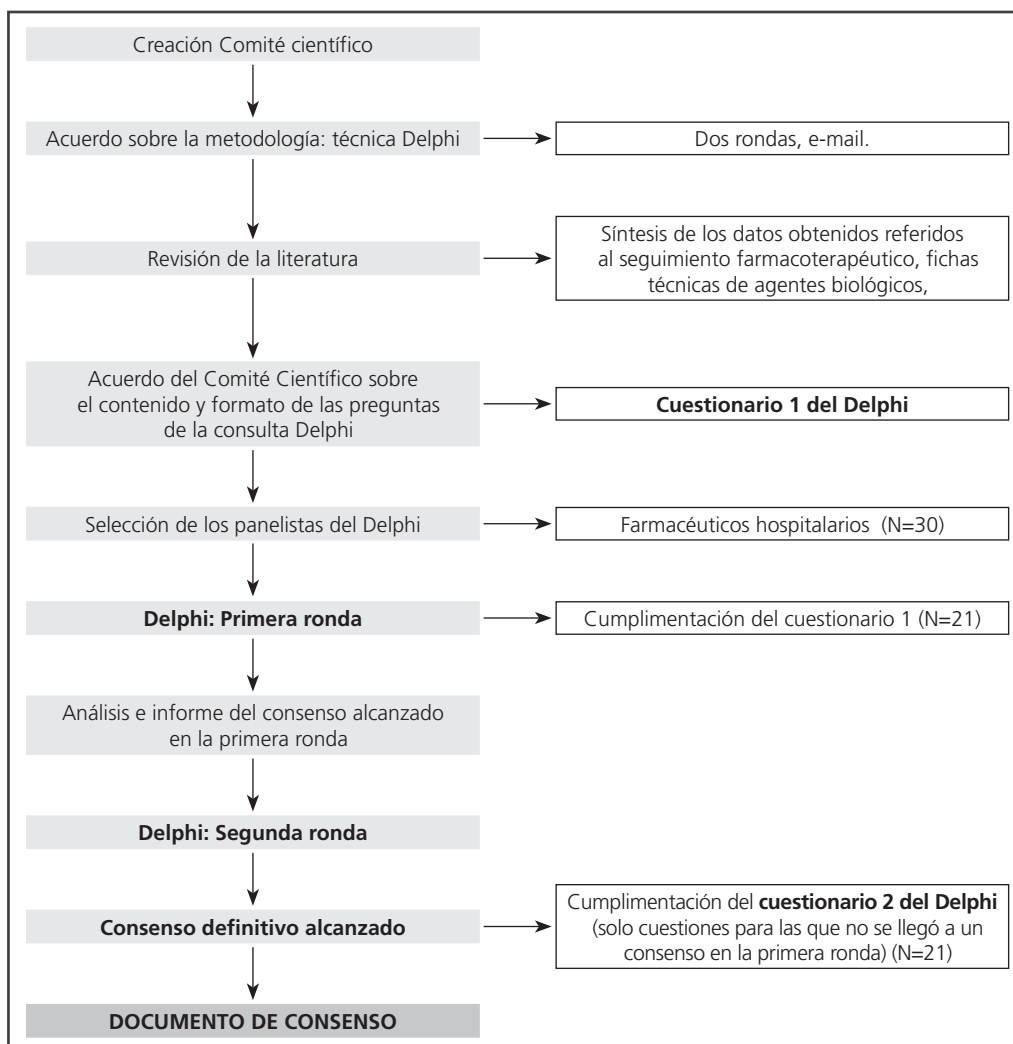 Creación Comité científico
Acuerdo sobre la metodología: técnica Delphi
Dos rondas, e-mail.
Revisión de la literatura
Síntesis de los datos obtenidos referidos
al seguimiento farmacoterapéutico, fichas
técnicas de agentes biológicos,
Acuerdo del Comité Científico sobre
el contenido y formato de las preguntas
de la consulta Delphi
Cuestionario 1 del Delphi
Selección de los panelistas del Delphi
Farmacéuticos hospitalarios (N=30)
Delphi: Primera ronda
Cumplimentación del cuestionario 1 (N=21)
Análisis e informe del consenso alcanzado
en la primera ronda
Delphi: Segunda ronda
Consenso definitivo alcanzado
Cumplimentación del cuestionario 2 del Delphi
(solo cuestiones para las que no se llegó a un
consenso en la primera ronda) (N=21)
DOCUMENTO DE CONSENSO